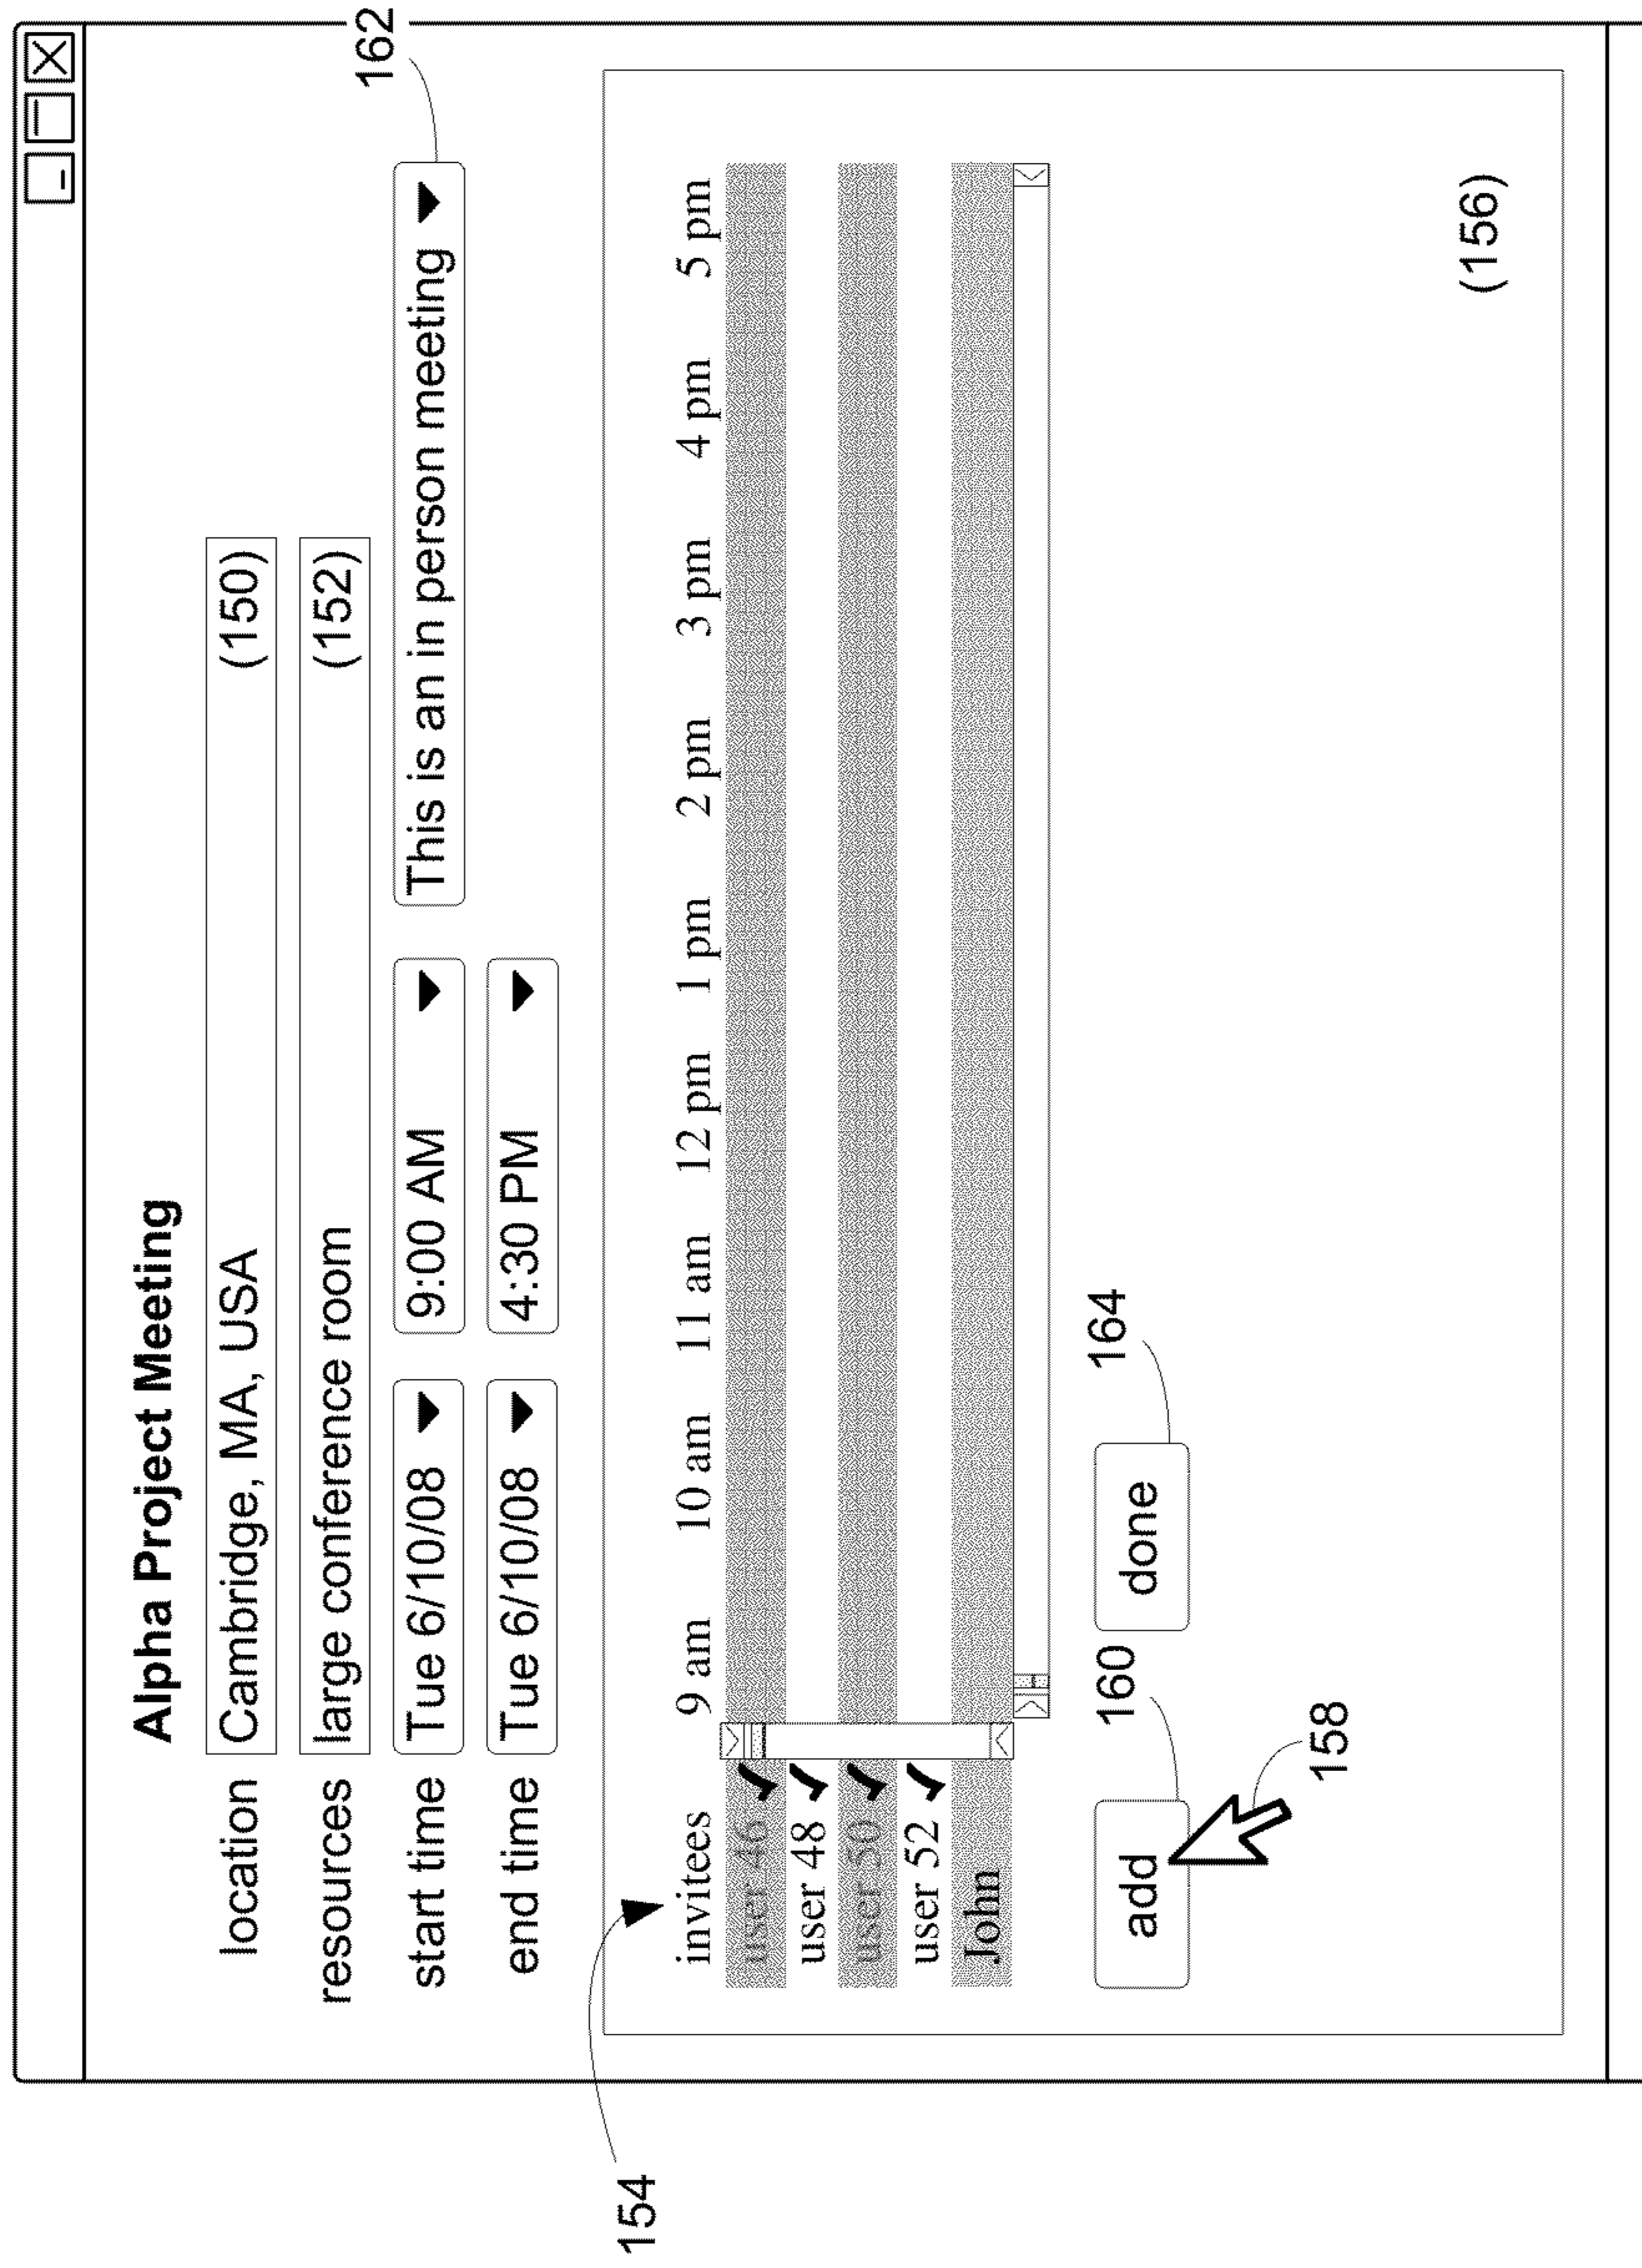 162
Alpha Project Meeting
location Cambridge, MA, USA (150)
resources large conference room (152)
start time Tue 6/10/08 9:00 AM This is an in person meeting
end time Tue 6/10/08 4:30 PM
154
invitees 9 am 10 am 11 am 12 pm 1 pm 2 pm 3 pm 4 pm 5 pm
user 46
user 48
user 50
user 52
John
160 164
add done
158
(156)